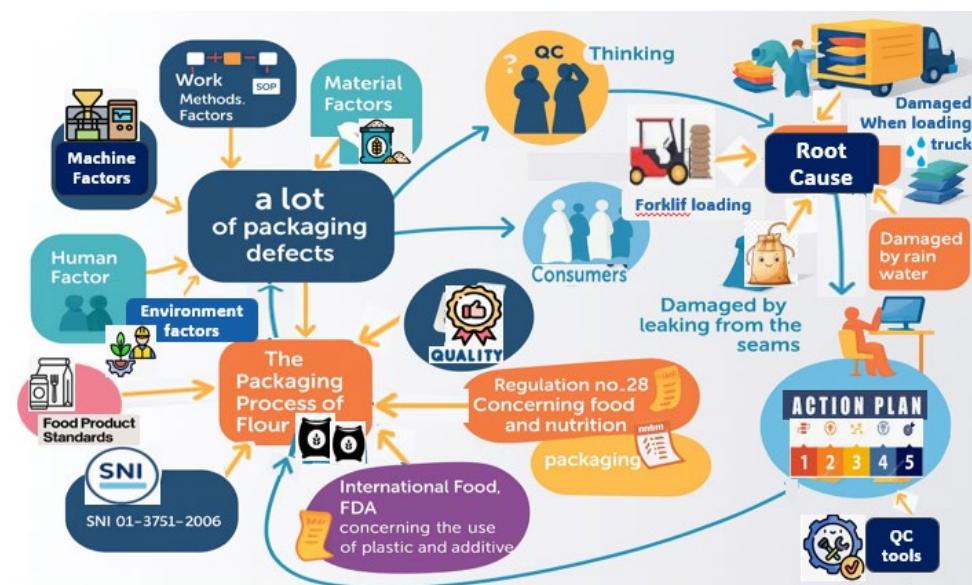 Work
Methods.
Factors
SOP
Material
Factors
Machine
Factors
a lot
of packaging
defects
Human
Factor
Environment
factors
QC
?
Thinking
Consumers
Forklif loading
Damaged
When loading
truck
Root
Cause
Damaged
by rain
water
Damaged by
leaking from the
seams
QUALITY
The
Packaging
Process of
Flour
Food Product
Standards
SNI
SNI 01-3751-2006
Regulation no.28
Concerning food
and nutrition
packaging
International Food,
FDA
concerning the use
of plastic and additive
ACTION PLAN
1 2 3 4 5
QC
tools